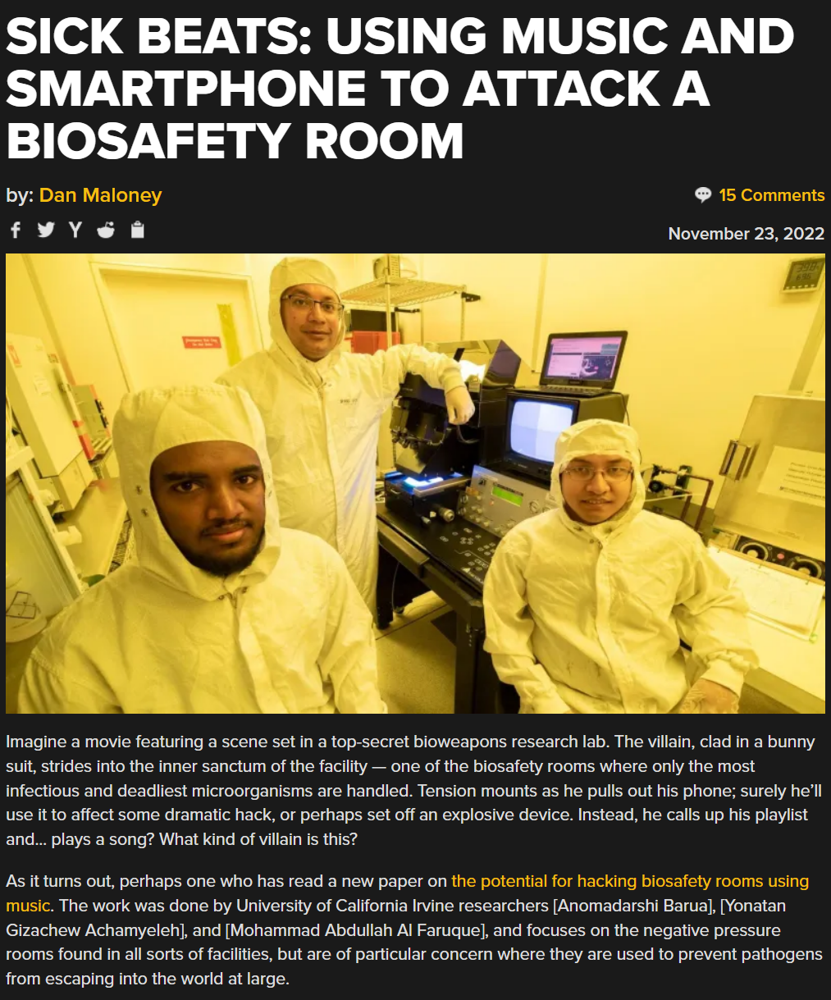 SICK BEATS: USING MUSIC AND
SMARTPHONE TO ATTACK A
BIOSAFETY ROOM
by: Dan Maloney
15 Comments
November 23, 2022
Imagine a movie featuring a scene set in a top-secret bioweapons research lab. The villain, clad in a bunny
suit, strides into the inner sanctum of the facility — one of the biosafety rooms where only the most
infectious and deadliest microorganisms are handled. Tension mounts as he pulls out his phone; surely he’ll
use it to affect some dramatic hack, or perhaps set off an explosive device. Instead, he calls up his playlist
and… plays a song? What kind of villain is this?
As it turns out, perhaps one who has read a new paper on the potential for hacking biosafety rooms using
music. The work was done by University of California Irvine researchers [Anomadarshi Barua], [Yonatan
Gizachew Achamyeleh], and [Mohammad Abdullah Al Faruque], and focuses on the negative pressure
rooms found in all sorts of facilities, but are of particular concern where they are used to prevent pathogens
from escaping into the world at large.